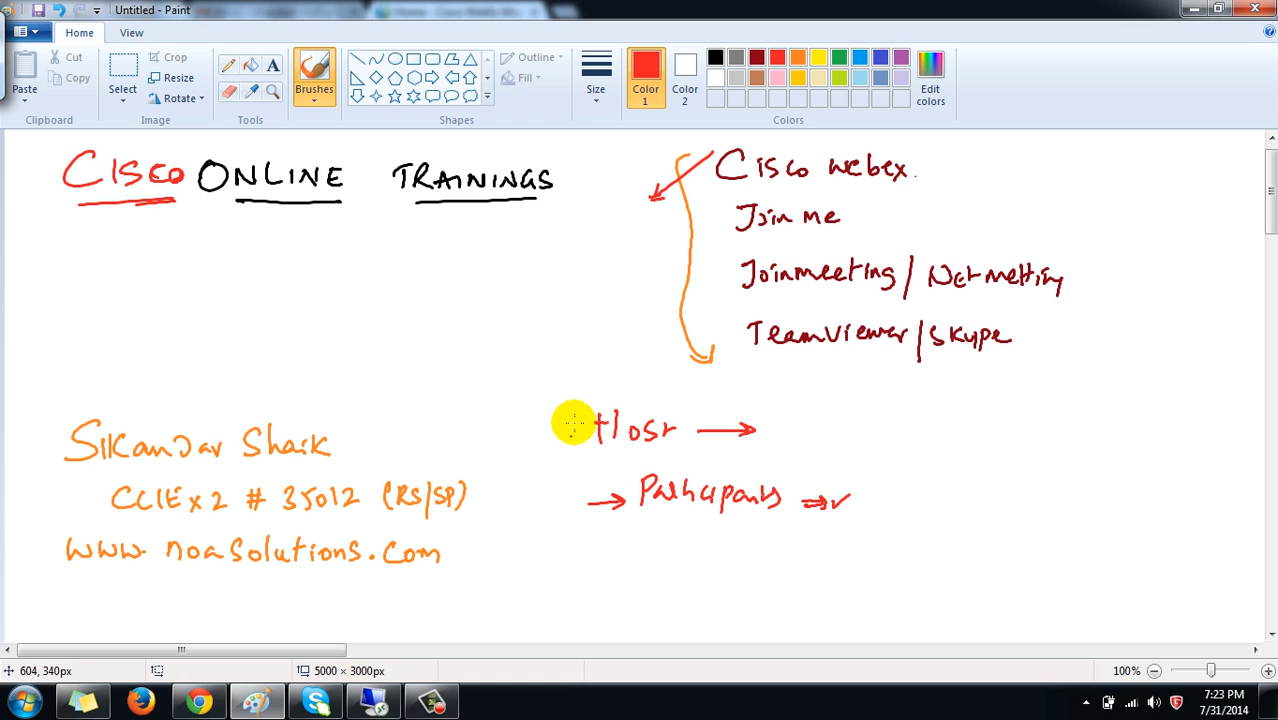 Untitled - Paint
Home View
Cut
Copy
Paste
Clipboard
Crop
Resize
Rotate
Select
Image
Tools
Brushes
Outline
Fill
Shapes
Size
Color 1
Color 2
Edit colors
Colors
CISCO ONLINE TRAININGS
Cisco webex
Join me
Joinmeeting / Netmetting
TeamViewer / Skype
Host
Participants
Sikandar Shaik
CCIE x 2 # 35012 (RS/SP)
www.noasolutions.com
604, 340px
5000 × 3000px
100%
7:23 PM
7/31/2014